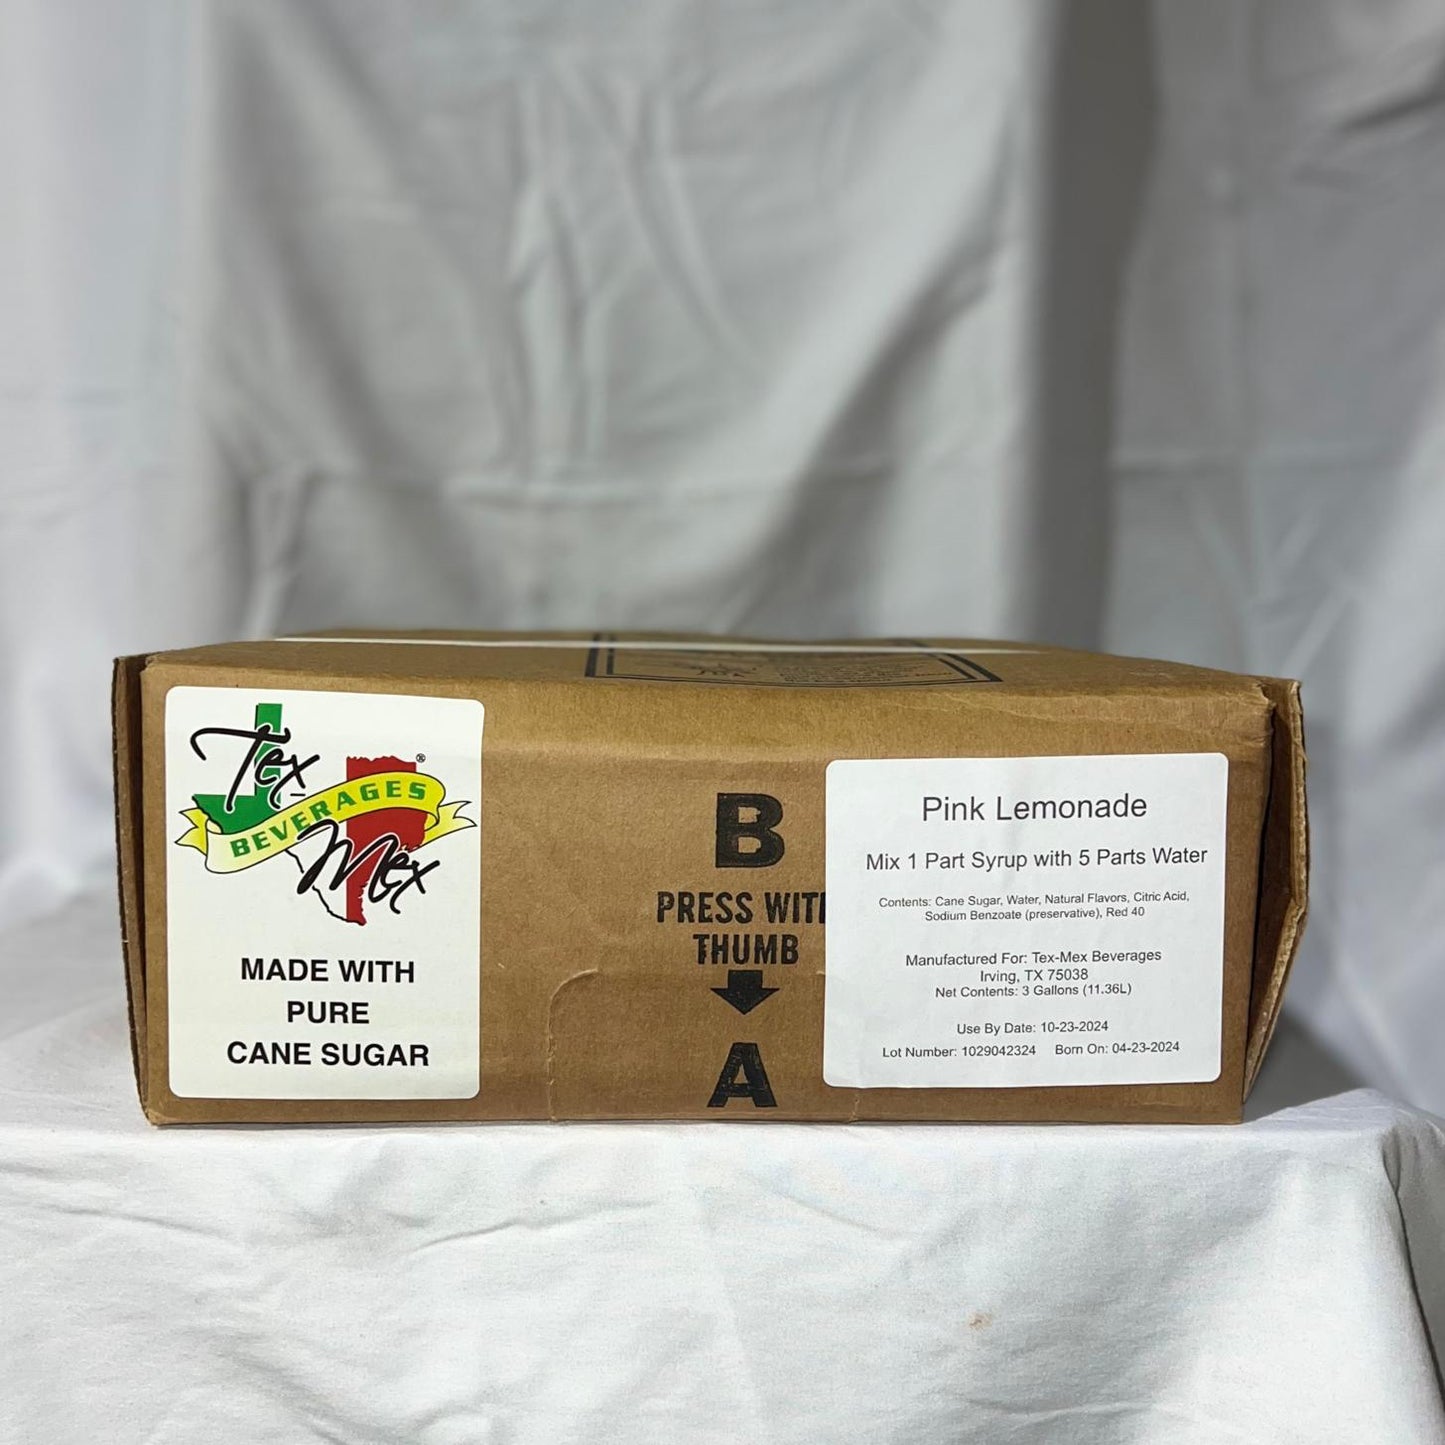 Tex
BEVERAGES
Mex
®
MADE WITH
PURE
CANE SUGAR
B
PRESS WITH
THUMB
A
Pink Lemonade
Mix 1 Part Syrup with 5 Parts Water
Contents: Cane Sugar, Water, Natural Flavors, Citric Acid,
Sodium Benzoate (preservative), Red 40
Manufactured For: Tex-Mex Beverages
Irving, TX 75038
Net Contents: 3 Gallons (11.36L)
Use By Date: 10-23-2024
Lot Number: 1029042324 Born On: 04-23-2024